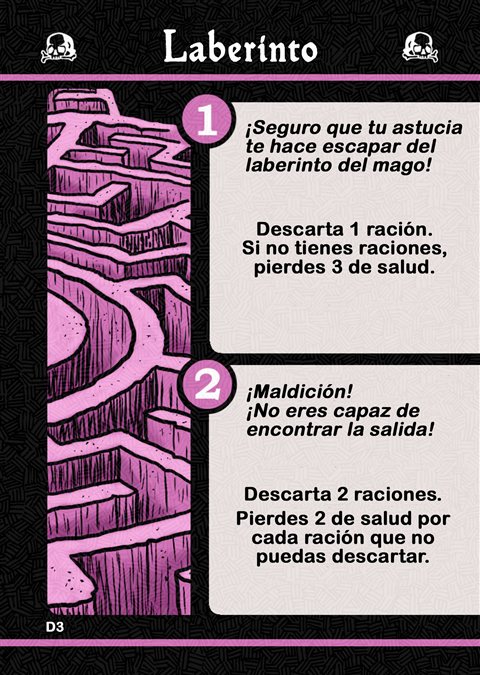 Laberinto
1
¡Seguro que tu astucia
te hace escapar del
laberinto del mago!
Descarta 1 ración.
Si no tienes raciones,
pierdes 3 de salud.
2
¡Maldición!
¡No eres capaz de
encontrar la salida!
Descarta 2 raciones.
Pierdes 2 de salud por
cada ración que no
puedas descartar.
D3